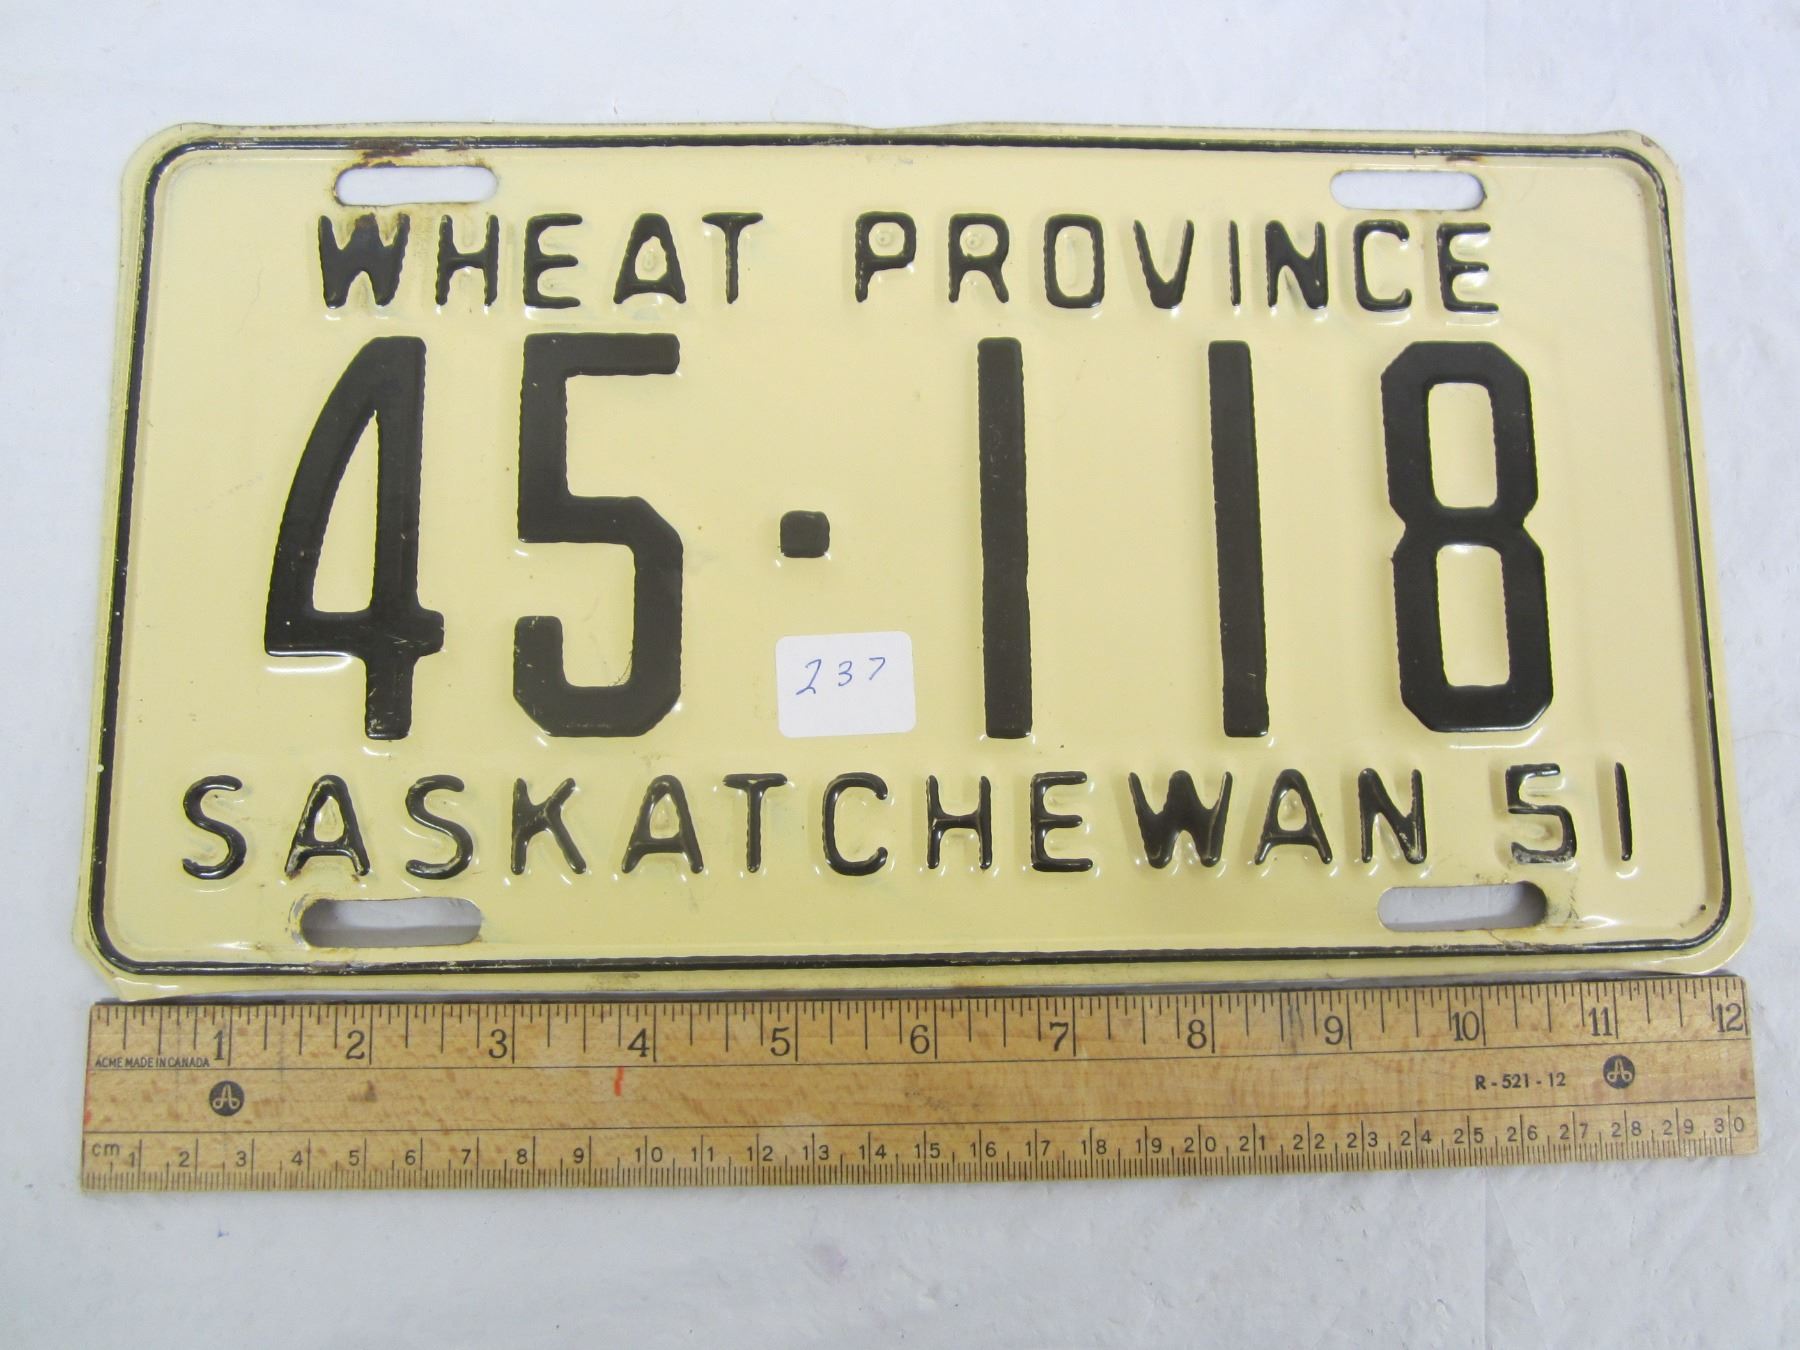 WHEAT PROVINCE
45·118
237
SASKATCHEWAN 51
1 2 3 4 5 6 7 8 9 10 11 12
ACME MADE IN CANADA
R-521-12
cm 1 2 3 4 5 6 7 8 9 10 11 12 13 14 15 16 17 18 19 20 21 22 23 24 25 26 27 28 29 30